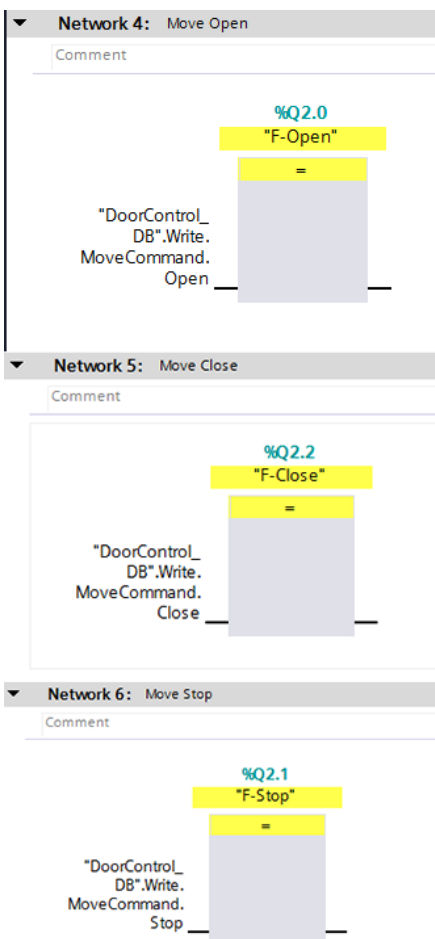 Network 4: Move Open
Comment
%Q2.0
"F-Open"
=
"DoorControl_
DB".Write.
MoveCommand.
Open
Network 5: Move Close
Comment
%Q2.2
"F-Close"
=
"DoorControl_
DB".Write.
MoveCommand.
Close
Network 6: Move Stop
Comment
%Q2.1
"F-Stop"
=
"DoorControl_
DB".Write.
MoveCommand.
Stop